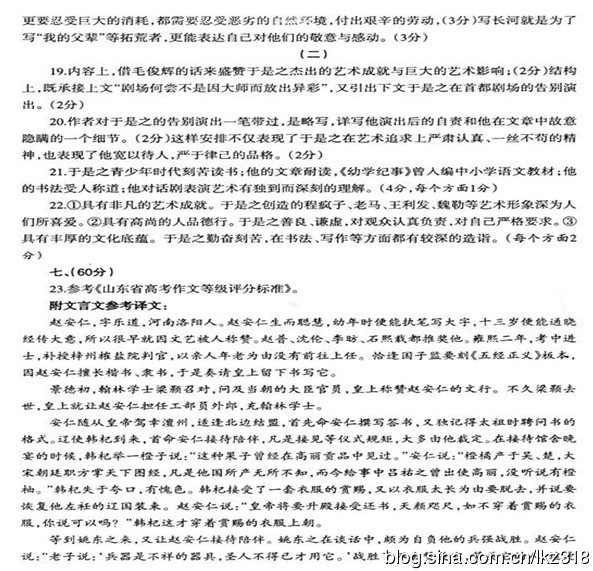 更要忍受巨大的消耗,都需要忍受恶劣的自然环境,付出艰辛的劳动,(3分)写长河就是为了
写“我的父辈”等拓荒者,更能表达自己对他们的敬意与感动。(3分)
(二)
19.内容上,借毛俊辉的话来盛赞于是之杰出的艺术成就与巨大的艺术影响;(2分)结构
上,既承接上文“剧场何尝不是因大师而放出异彩”,又引出下文于是之在首都剧场的告别演
出。(2分)
20.作者对于是之的告别演出一笔带过,是略写,详写他演出后的自责和他在文章中故意
隐瞒的一个细节。(2分)这样安排不仅表现了于是之在艺术追求上严肃认真、一丝不苟的精
神,也表现了他宽以待人,严于律己的品格。(2分)
21.于是之青少年时代刻苦读书;他的文章耐读,《幼学纪事》曾入编中小学语文教材;他
的书法受人称道;他对话剧表演艺术有独到而深刻的理解。(4分,每个方面1分)
22.①具有非凡的艺术成就。于是之创造的程疯子、老马、王利发、魏勒等艺术形象深为人
们所喜爱。②具有高尚的人品德行。于是之善良、谦虚,对观众认真负责,对自己严格要求。③
具有丰厚的文化底蕴。于是之勤奋刻苦,在书法、写作等方面都有较深的造诣。(每个方面2
分)
七、(60分)
23.参考《山东省高考作文等级评分标准》。
附文言文参考译文:
赵安仁,字乐道,河南洛阳人。赵安仁生而聪慧,幼年时便能执笔写大字,十三岁便能通晓
经传大意,所以很早就因文艺被人称赞。赵普、沈伦、李昉、石熙载都推奖他。雍熙二年,考中进
士,补授梓州榷盐院判官,以亲人年老为由没有前往上任。恰逢国子监要刻《五经正义》板本,
因赵安仁擅长楷书、隶书,于是奏请皇上留下书写它。
景德初,翰林学士梁颢召对,问及当朝的大臣官员,皇上称赞赵安仁的文行。不久梁颢去
世,皇上就让赵安仁担任工部员外郎,充翰林学士。
安仁随从皇帝驾幸澶州,适逢北边结盟,首先命安仁撰写答书,又独记得太祖时聘问书的
格式。辽使韩杞到来,首命安仁接待陪伴,凡是接见等仪式规矩,大多由他裁定。在接待馆舍晚
宴的时候,韩杞举一橙子说:“这种果子曾经在高丽贡品中见过。”安仁说:“橙橘产于吴、楚,大
宋朝廷职方掌天下图经,凡是他国所产无所不知,而今给事中吕祐之曾出使高丽,没听说有橙
柚。”韩杞失于夸口,有愧色。韩杞接受了一套衣服的赏赐,又以衣服太长为由要脱去,并说要
恢复他左衽的辽国装束。赵安仁说:“皇帝将要升殿接受还书,天颜咫尺,如不穿着赏赐的衣
服,你说可以吗?”韩杞这才穿着赏赐的衣服上朝。
等到姚东之来,又让赵安仁接待陪伴。姚东之在谈话中,颇为自负他的兵强战胜。赵安仁
说:“老子说:‘兵器是不祥的器具,圣人不得已才用它。’战胜
blog.sina.com.cn/lkz318